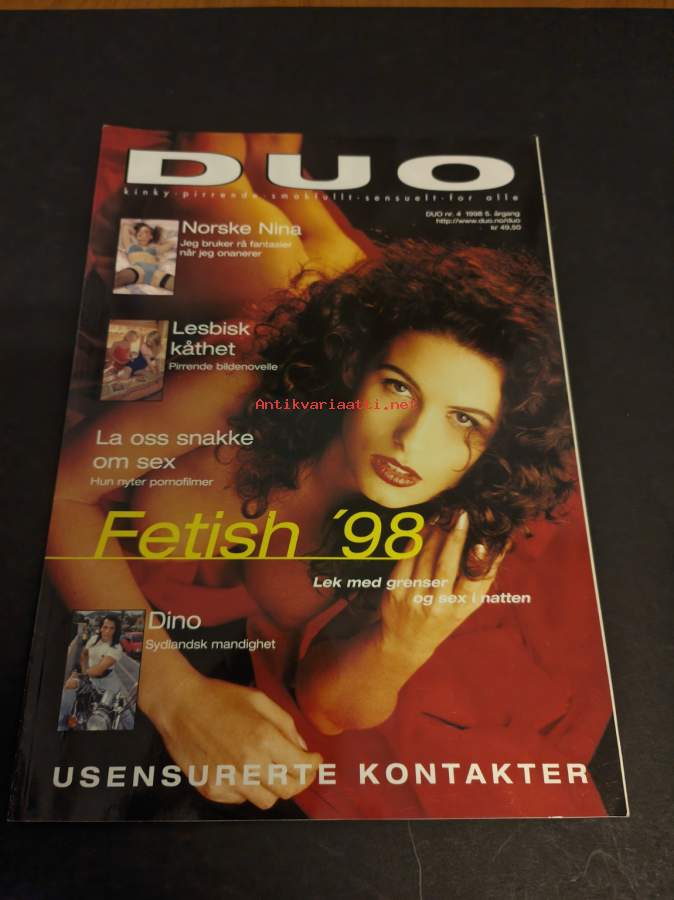 DUO
kinky·pirrende·smakfullt·sensuelt·for alle
DUO nr. 4 1998 5. årgang
http://www.duo.no/duo
kr 49,50
Norske Nina
Jeg bruker rå fantasier
når jeg onanerer
Lesbisk
kåthet
Pirrende bildenovelle
Antikvariaatti.net
La oss snakke
om sex
Hun nyter pornofilmer
Fetish ´98
Lek med grenser
og sex i natten
Dino
Sydlandsk mandighet
USENSURERTE KONTAKTER